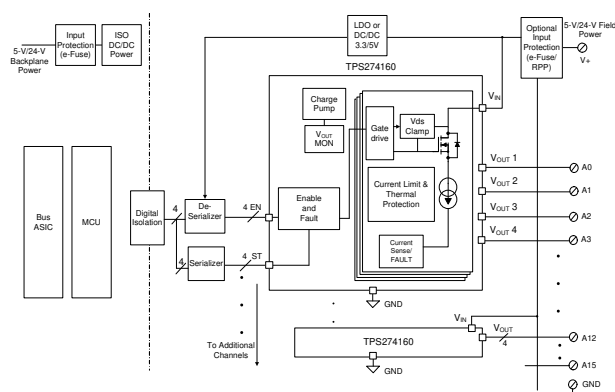 5-V/24-V
Backplane
Power
Input
Protection
(e-Fuse)
ISO
DC/DC
Power
LDO or
DC/DC
3.3/5V
Optional
Input
Protection
(e-Fuse/
RPP)
5-V/24-V Field
Power
V+
TPS274160
VIN
Charge
Pump
VOUT
MON
Gate
drive
Vds
Clamp
VOUT 1
A0
VOUT 2
A1
VOUT 3
A2
VOUT 4
A3
Bus
ASIC
MCU
Digital
Isolation
4
De-
Serializer
4 EN
Enable
and
Fault
Current Limit &
Thermal
Protection
4
Serializer
4 ST
Current
Sense/
FAULT
GND
To Additional
Channels
VIN
TPS274160
VOUT
4
A12
A15
GND
GND